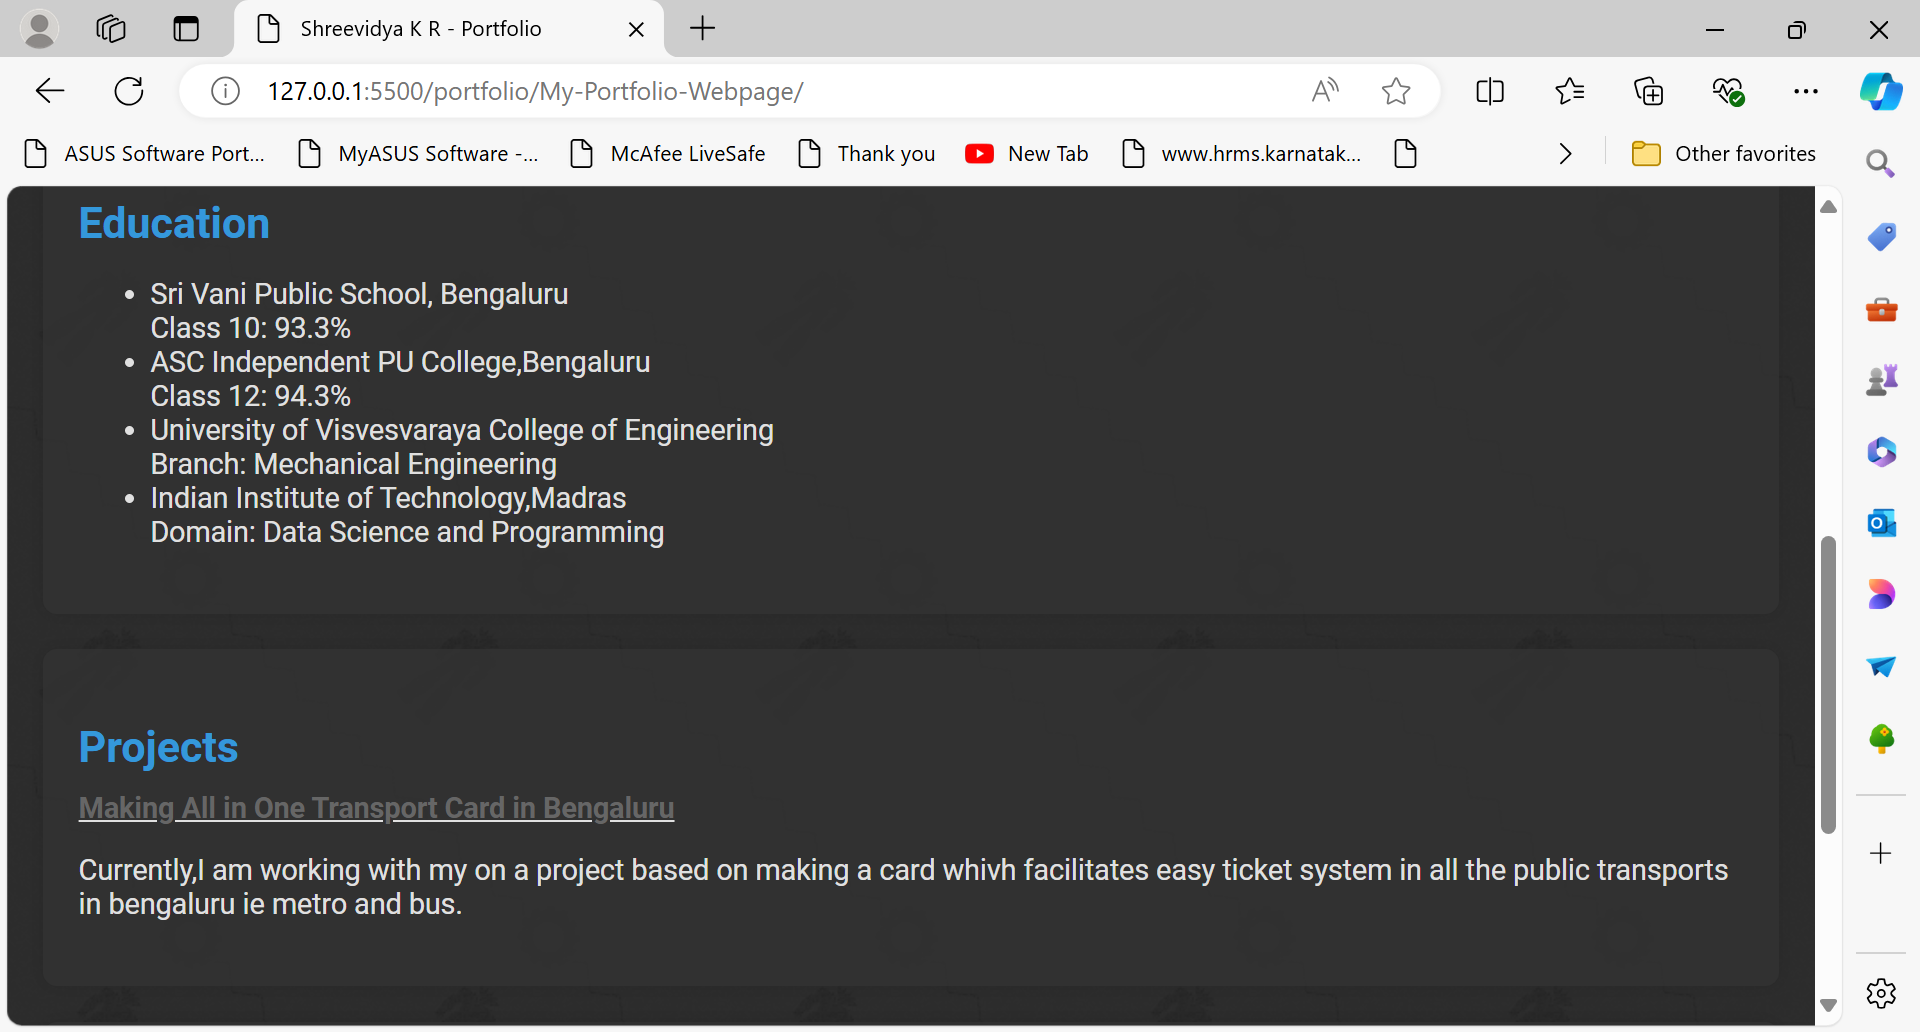 Shreevidya K R - Portfolio
127.0.0.1:5500/portfolio/My-Portfolio-Webpage/
ASUS Software Port... MyASUS Software -... McAfee LiveSafe Thank you New Tab www.hrms.karnatak... Other favorites
Education
• Sri Vani Public School, Bengaluru
Class 10: 93.3%
• ASC Independent PU College,Bengaluru
Class 12: 94.3%
• University of Visvesvaraya College of Engineering
Branch: Mechanical Engineering
• Indian Institute of Technology,Madras
Domain: Data Science and Programming
Projects
Making All in One Transport Card in Bengaluru
Currently,I am working with my on a project based on making a card whivh facilitates easy ticket system in all the public transports
in bengaluru ie metro and bus.